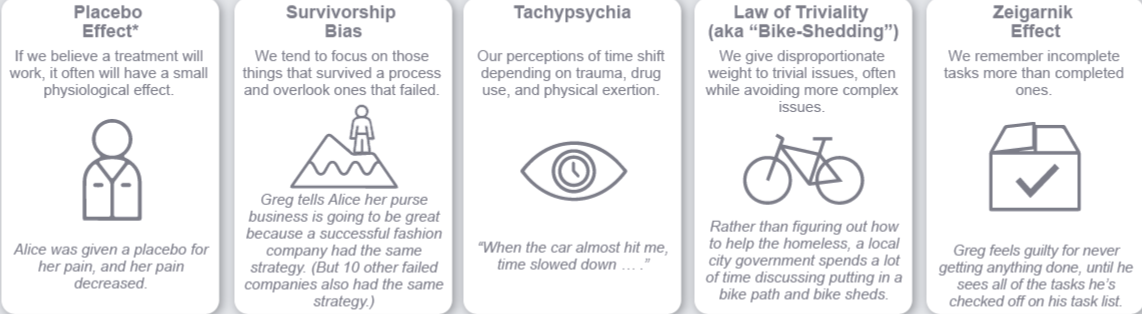 Placebo
Effect*
If we believe a treatment will
work, it often will have a small
physiological effect.
Alice was given a placebo for
her pain, and her pain
decreased.
Survivorship
Bias
We tend to focus on those
things that survived a process
and overlook ones that failed.
Greg tells Alice her purse
business is going to be great
because a successful fashion
company had the same
strategy. (But 10 other failed
companies also had the same
strategy.)
Tachypsychia
Our perceptions of time shift
depending on trauma, drug
use, and physical exertion.
“When the car almost hit me,
time slowed down … .”
Law of Triviality
(aka “Bike-Shedding”)
We give disproportionate
weight to trivial issues, often
while avoiding more complex
issues.
Rather than figuring out how
to help the homeless, a local
city government spends a lot
of time discussing putting in a
bike path and bike sheds.
Zeigarnik
Effect
We remember incomplete
tasks more than completed
ones.
Greg feels guilty for never
getting anything done, until he
sees all of the tasks he’s
checked off on his task list.